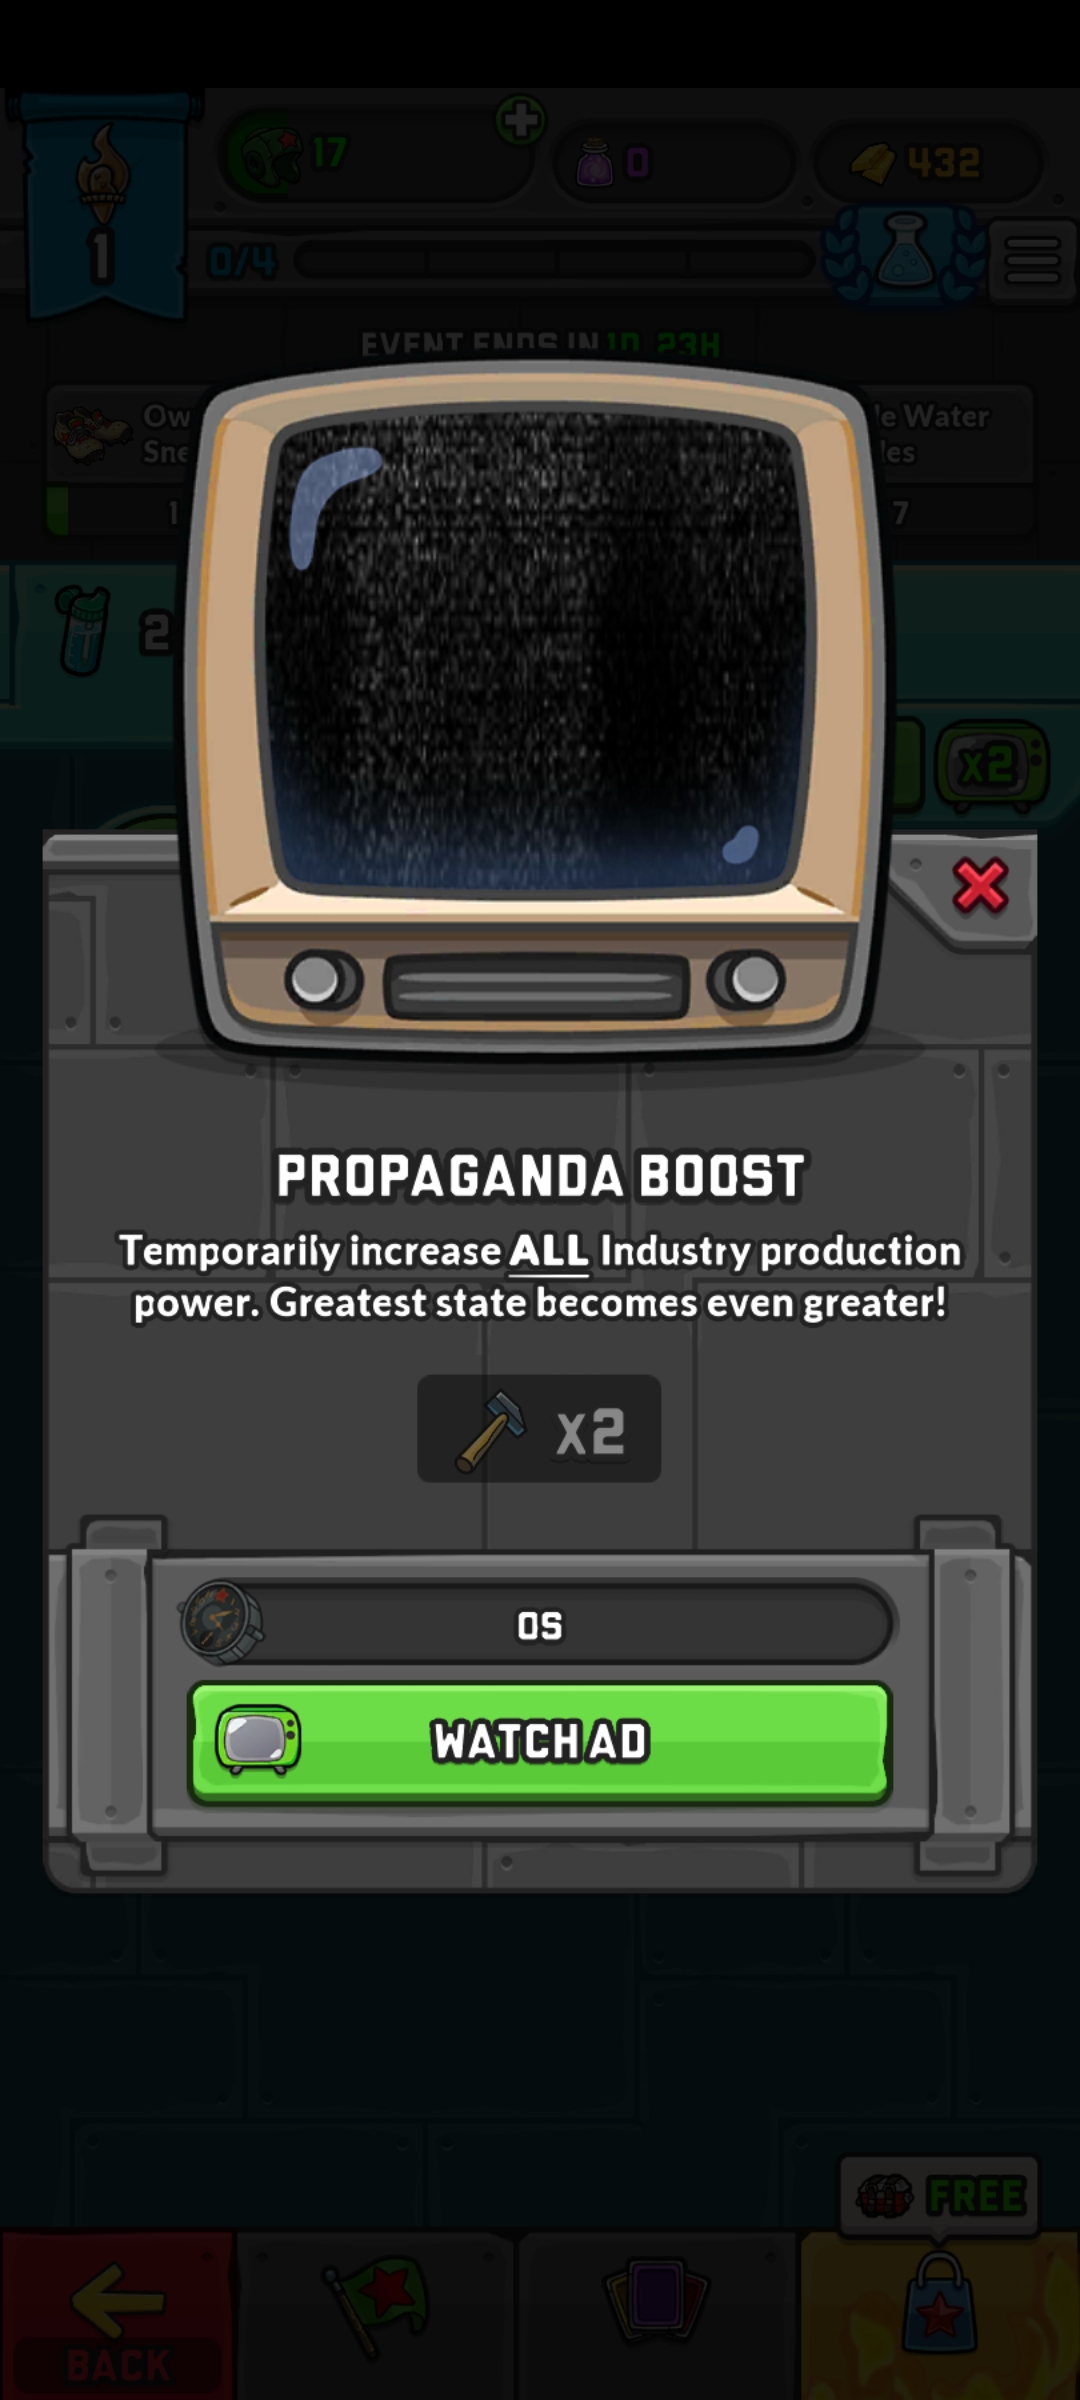 17
0
432
1
0/4
EVENT ENDS IN 1D 23H
Ow
Sne
le Water
les
1
7
2
x2
PROPAGANDA BOOST
Temporarily increase ALL Industry production
power. Greatest state becomes even greater!
X2
0S
WATCH AD
FREE
BACK